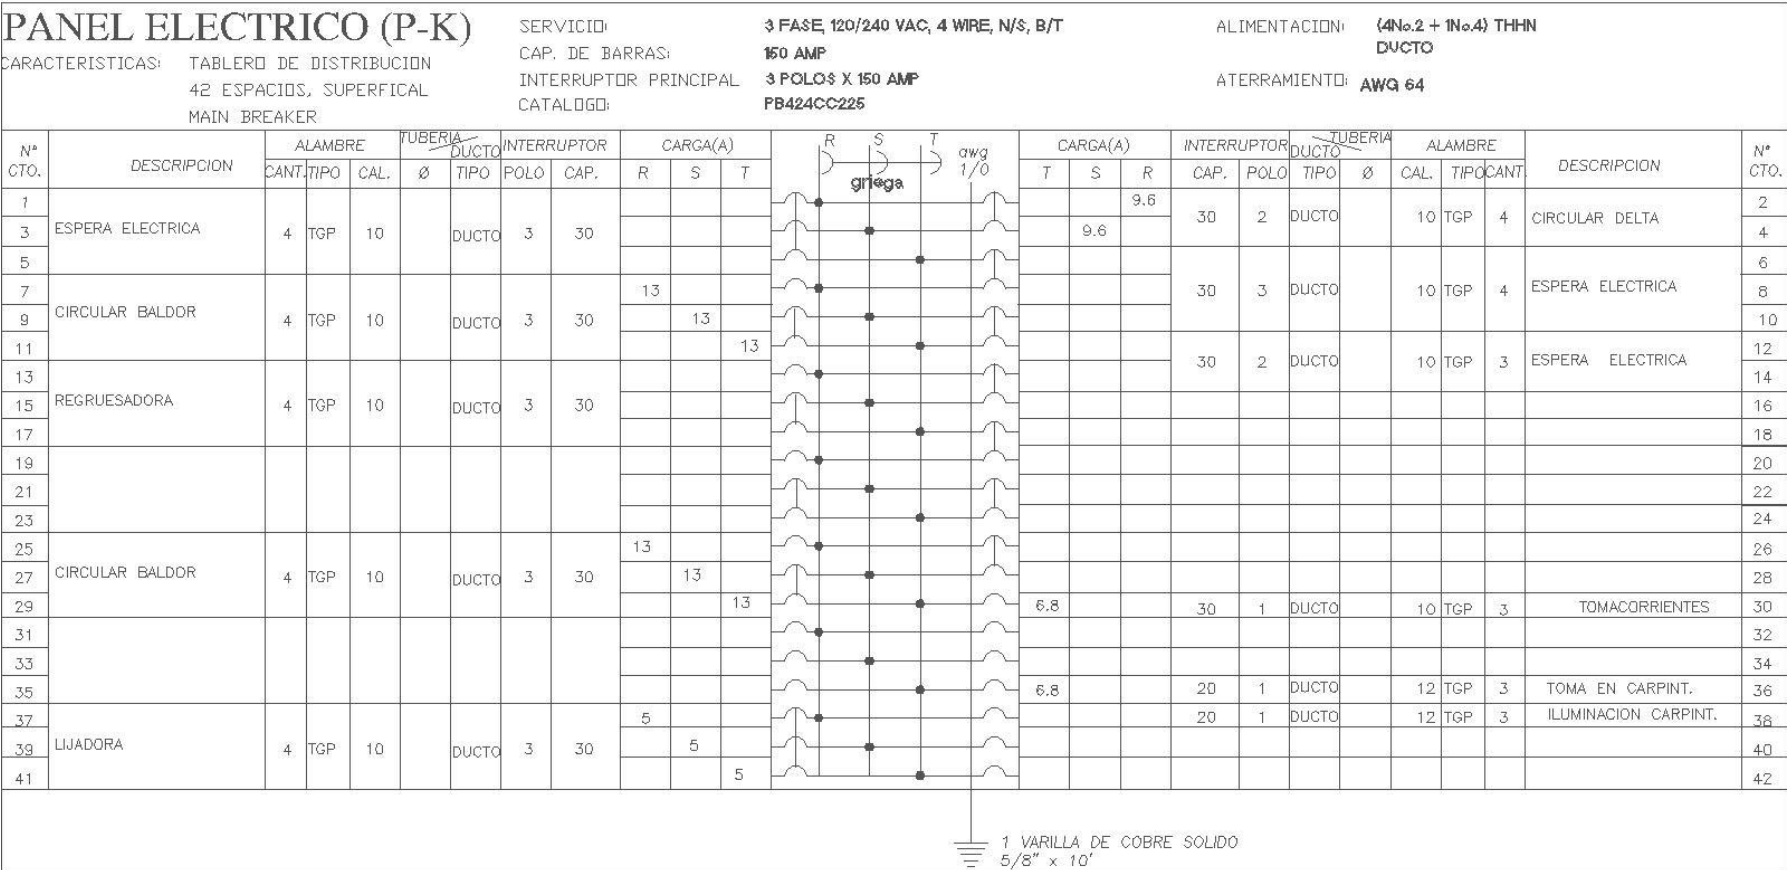 PANEL ELECTRICO (P-K)
CARACTERISTICAS: TABLERO DE DISTRIBUCION
42 ESPACIOS, SUPERFICAL
MAIN BREAKER
SERVICIO: 3 FASE, 120/240 VAC, 4 WIRE, N/S, B/T
CAP. DE BARRAS: 150 AMP
INTERRUPTOR PRINCIPAL 3 POLOS X 150 AMP
CATALOGO: PB424CC225
ALIMENTACION: (4No.2 + 1No.4) THHN
DUCTO
ATERRAMIENTO: AWG 64
N° CTO. DESCRIPCION ALAMBRE TUBERIA DUCTO INTERRUPTOR CARGA(A) R S T awg 1/0 CARGA(A) INTERRUPTOR DUCTO TUBERIA ALAMBRE DESCRIPCION N° CTO.
CANT. TIPO CAL. Ø TIPO POLO CAP. R S T griega T S R CAP. POLO TIPO Ø CAL. TIPO CANT
1 9.6 2
3 ESPERA ELECTRICA 4 TGP 10 DUCTO 3 30 9.6 30 2 DUCTO 10 TGP 4 CIRCULAR DELTA 4
5 6
7 13 30 3 DUCTO 10 TGP 4 ESPERA ELECTRICA 8
9 CIRCULAR BALDOR 4 TGP 10 DUCTO 3 30 13 10
11 13 12
13 30 2 DUCTO 10 TGP 3 ESPERA ELECTRICA 14
15 REGRUESADORA 4 TGP 10 DUCTO 3 30 16
17 18
19 20
21 22
23 24
25 13 26
27 CIRCULAR BALDOR 4 TGP 10 DUCTO 3 30 13 28
29 13 6.8 30 1 DUCTO 10 TGP 3 TOMACORRIENTES 30
31 32
33 34
35 6.8 20 1 DUCTO 12 TGP 3 TOMA EN CARPINT. 36
37 5 20 1 DUCTO 12 TGP 3 ILUMINACION CARPINT. 38
39 LIJADORA 4 TGP 10 DUCTO 3 30 5 40
41 5 42
1 VARILLA DE COBRE SOLIDO
5/8" x 10'